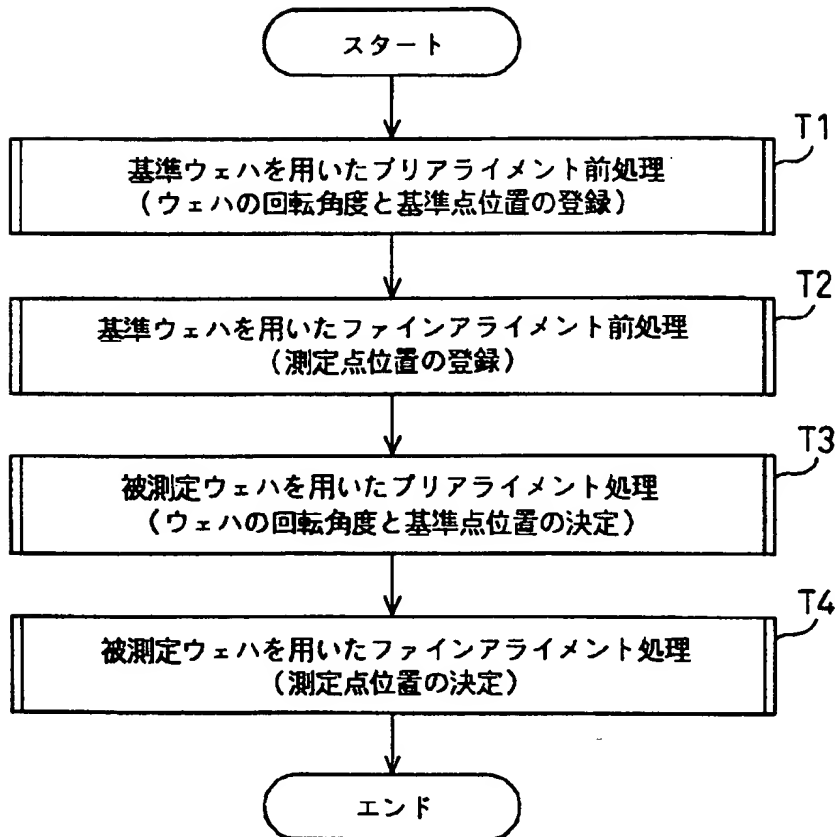 スタート
T1
基準ウェハを用いたプリアライメント前処理
(ウェハの回転角度と基準点位置の登録)
T2
基準ウェハを用いたファインアライメント前処理
(測定点位置の登録)
T3
被測定ウェハを用いたプリアライメント処理
(ウェハの回転角度と基準点位置の決定)
T4
被測定ウェハを用いたファインアライメント処理
(測定点位置の決定)
エンド